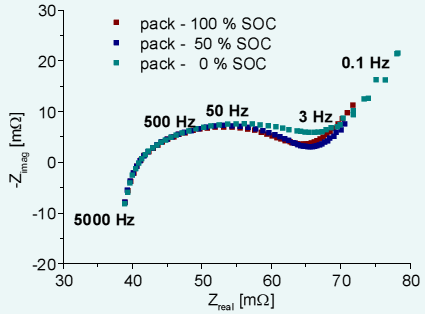 30
20
10
0
-10
-20
-Zimag [mΩ]
pack - 100 % SOC
pack - 50 % SOC
pack - 0 % SOC
0.1 Hz
50 Hz
3 Hz
500 Hz
5000 Hz
30 40 50 60 70 80
Zreal [mΩ]